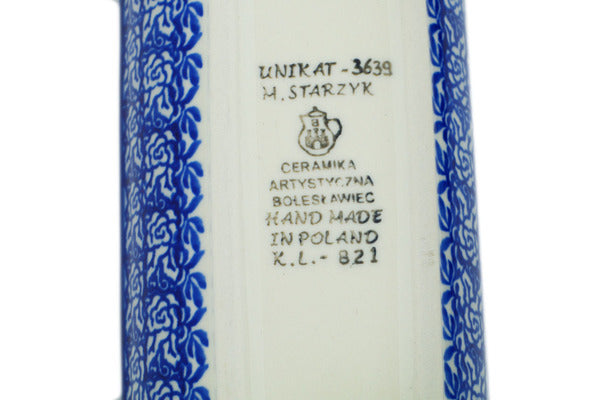 UNIKAT - 3639
M. STARZYK
CERAMIKA
ARTYSTYCZNA
BOLESŁAWIEC
HAND MADE
IN POLAND
K.L. - 821